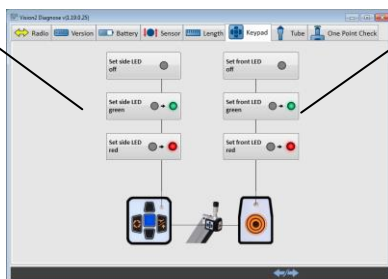 Vision2 Diagnose v(1.19.0.25)
Radio Version Battery Sensor Length Keypad Tube One Point Check
Set side LED
off
Set front LED
off
Set side LED
green
Set front LED
green
Set side LED
red
Set front LED
red